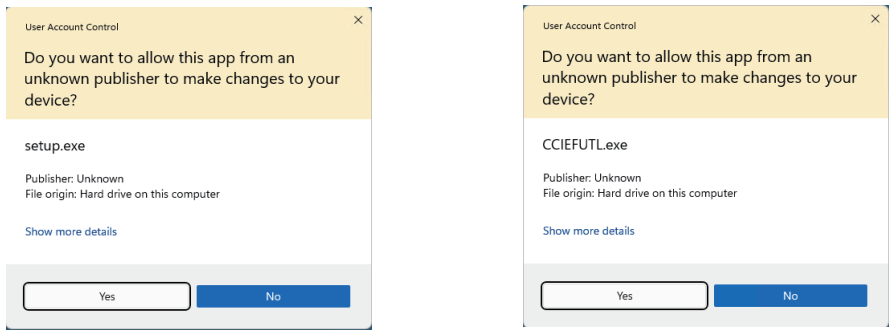 User Account Control
Do you want to allow this app from an
unknown publisher to make changes to your
device?
setup.exe
Publisher: Unknown
File origin: Hard drive on this computer
Show more details
Yes
No
User Account Control
Do you want to allow this app from an
unknown publisher to make changes to your
device?
CCIEFUTL.exe
Publisher: Unknown
File origin: Hard drive on this computer
Show more details
Yes
No